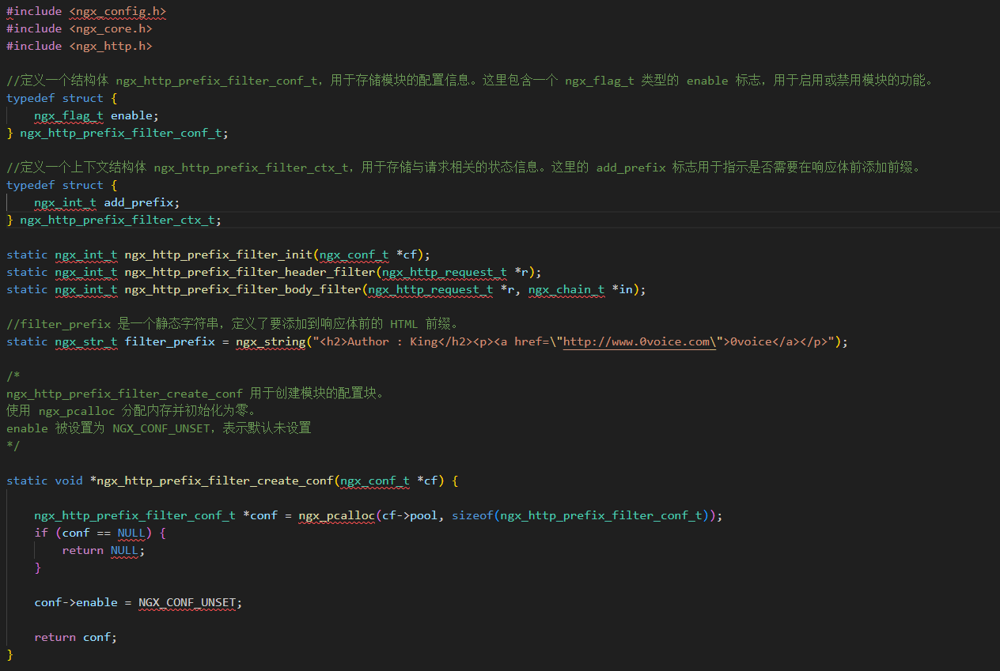 #include <ngx_config.h>
#include <ngx_core.h>
#include <ngx_http.h>
//定义一个结构体 ngx_http_prefix_filter_conf_t，用于存储模块的配置信息。这里包含一个 ngx_flag_t 类型的 enable 标志，用于启用或禁用模块的功能。
typedef struct {
    ngx_flag_t enable;
} ngx_http_prefix_filter_conf_t;
//定义一个上下文结构体 ngx_http_prefix_filter_ctx_t，用于存储与请求相关的状态信息。这里的 add_prefix 标志用于指示是否需要在响应体前添加前缀。
typedef struct {
    ngx_int_t add_prefix;
} ngx_http_prefix_filter_ctx_t;
static ngx_int_t ngx_http_prefix_filter_init(ngx_conf_t *cf);
static ngx_int_t ngx_http_prefix_filter_header_filter(ngx_http_request_t *r);
static ngx_int_t ngx_http_prefix_filter_body_filter(ngx_http_request_t *r, ngx_chain_t *in);
//filter_prefix 是一个静态字符串，定义了要添加到响应体前的 HTML 前缀。
static ngx_str_t filter_prefix = ngx_string("<h2>Author : King</h2><p><a href=\"http://www.0voice.com\">0voice</a></p>");
/*
ngx_http_prefix_filter_create_conf 用于创建模块的配置块。
使用 ngx_pcalloc 分配内存并初始化为零。
enable 被设置为 NGX_CONF_UNSET，表示默认未设置
*/
static void *ngx_http_prefix_filter_create_conf(ngx_conf_t *cf) {
    ngx_http_prefix_filter_conf_t *conf = ngx_pcalloc(cf->pool, sizeof(ngx_http_prefix_filter_conf_t));
    if (conf == NULL) {
        return NULL;
    }
    conf->enable = NGX_CONF_UNSET;
    return conf;
}